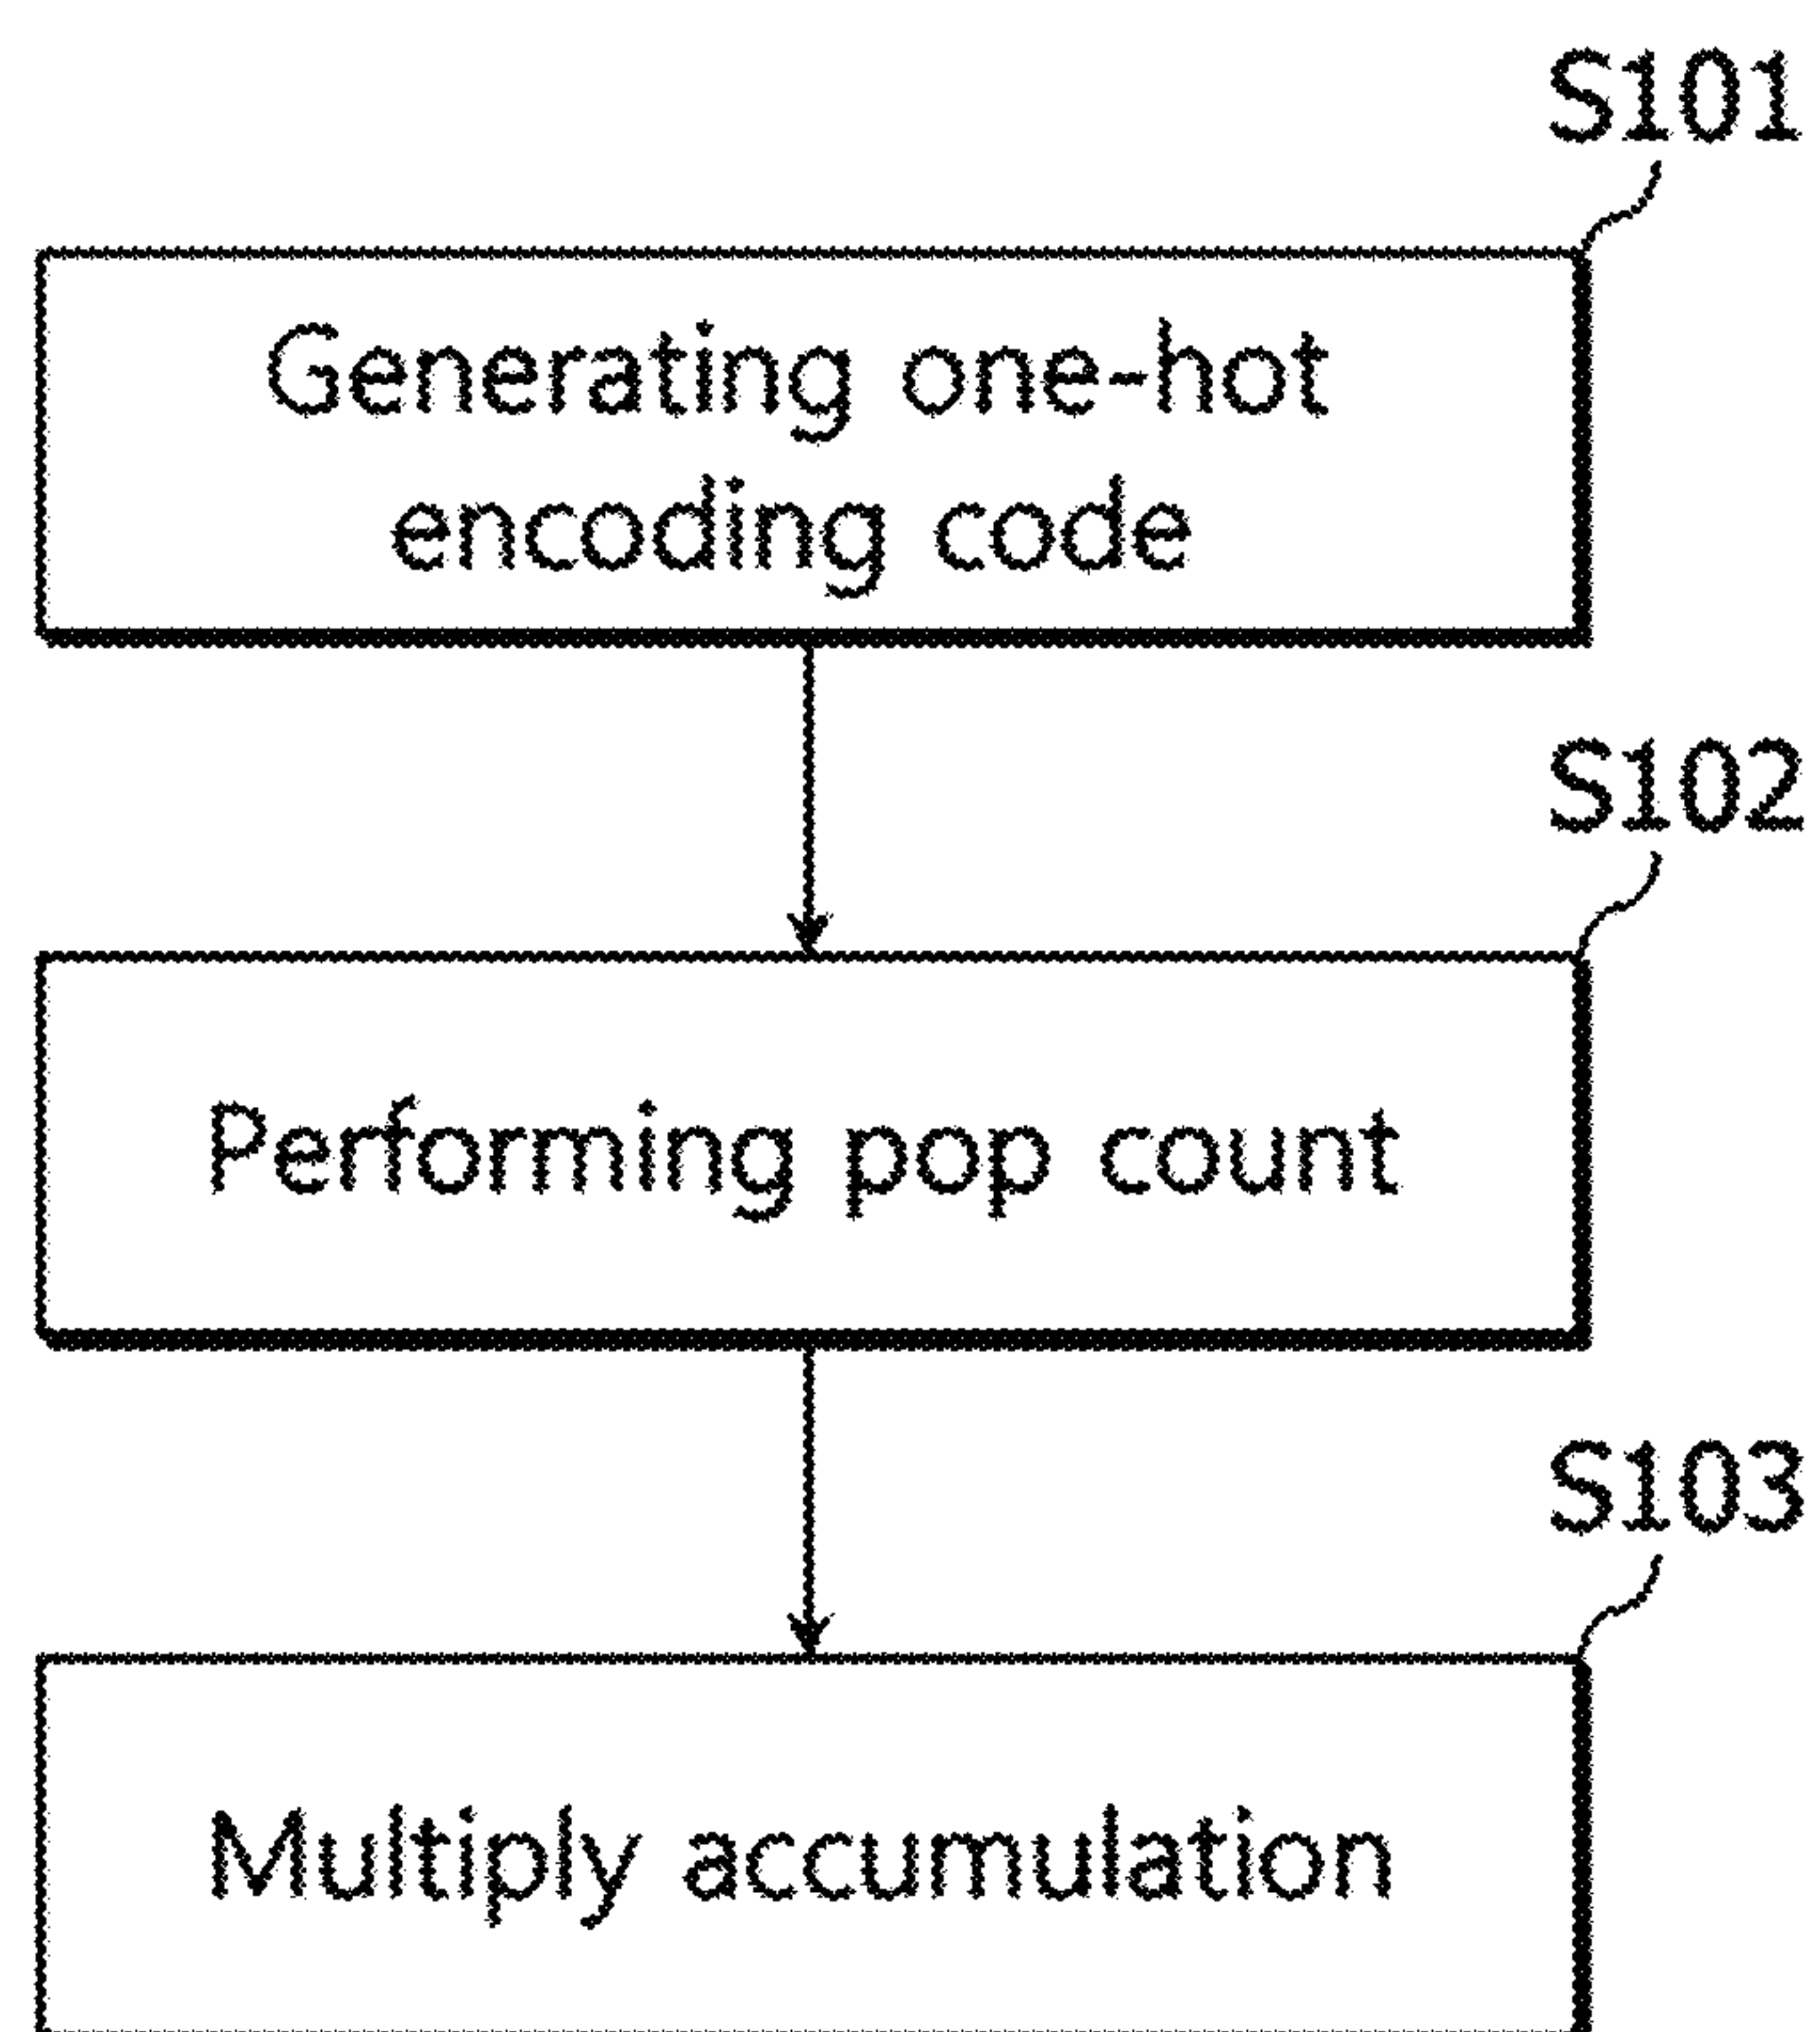 S101
Generating one-hot
encoding code
S102
Performing pop count
S103
Multiply accumulation